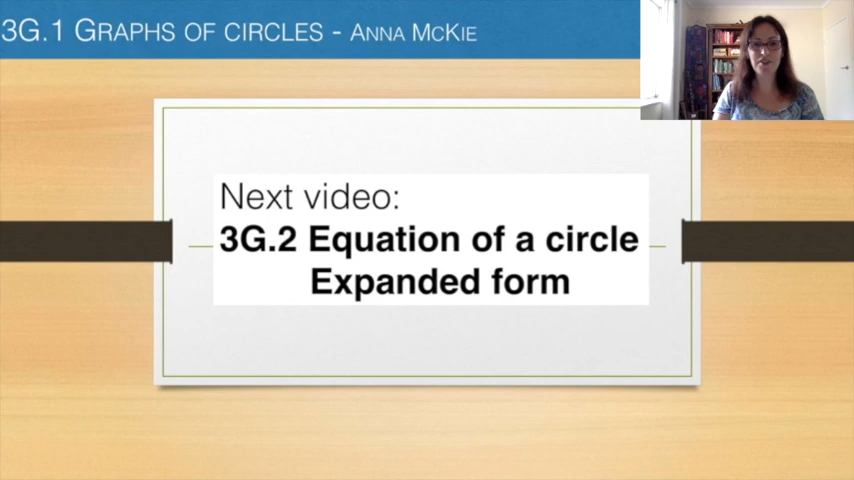 3G.1 GRAPHS OF CIRCLES - ANNA MCKIE
Next video:
3G.2 Equation of a circle
Expanded form